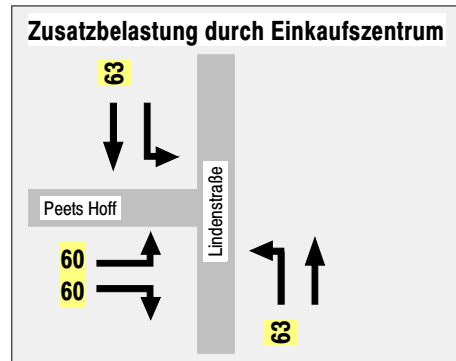 Zusatzbelastung durch Einkaufszentrum
63
Lindenstraße
Peets Hoff
60
60
63